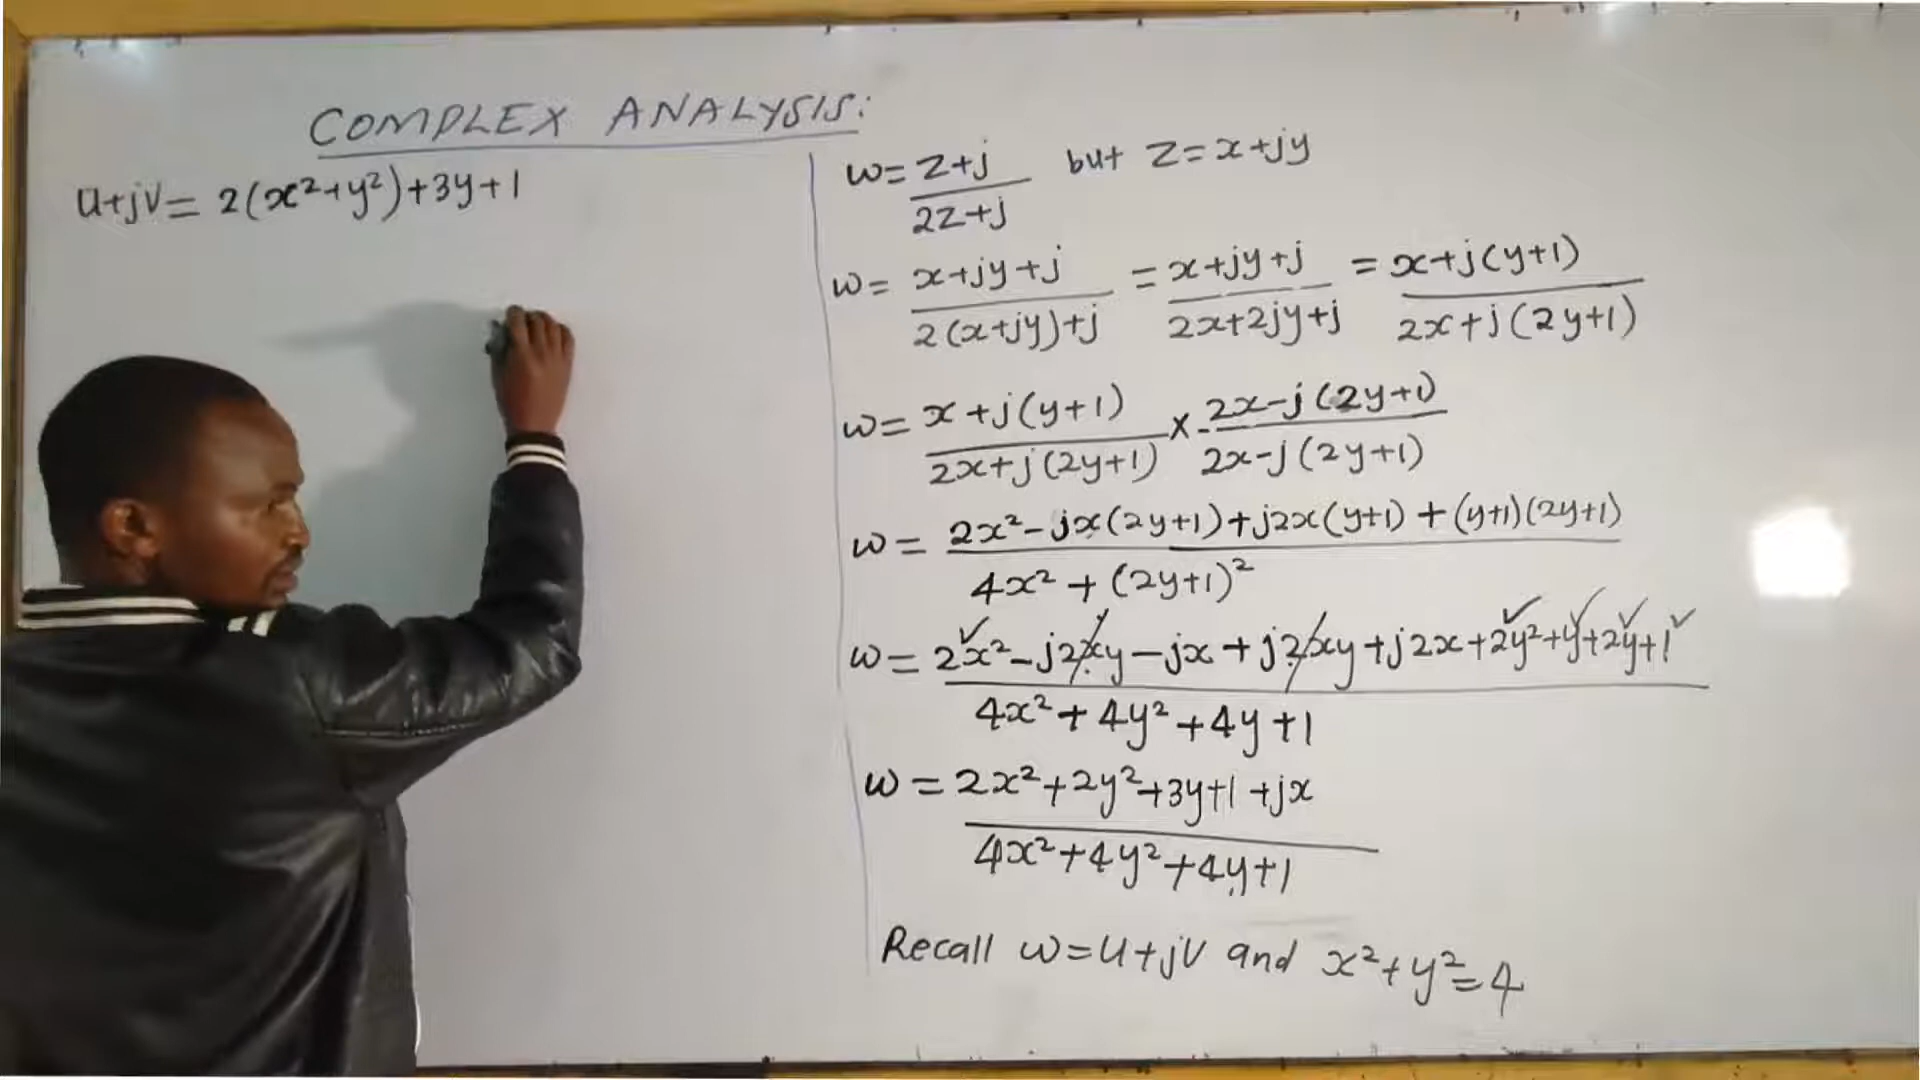 COMPLEX ANALYSIS:
u+jv= 2(x²+y²)+3y+1
w= z+j but z=x+jy
2z+j
w= x+jy+j = x+jy+j = x+j(y+1)
2(x+jy)+j 2x+2jy+j 2x+j(2y+1)
w= x+j(y+1) x 2x-j(2y+1)
2x+j(2y+1) 2x-j(2y+1)
w= 2x²-jx(2y+1)+j2x(y+1)+(y+1)(2y+1)
4x²+(2y+1)²
w= 2x²-j2xy-jx+j2xy+j2x+2y²+y+2y+1
4x²+4y²+4y+1
w= 2x²+2y²+3y+1+jx
4x²+4y²+4y+1
Recall w=u+jv and x²+y²=4